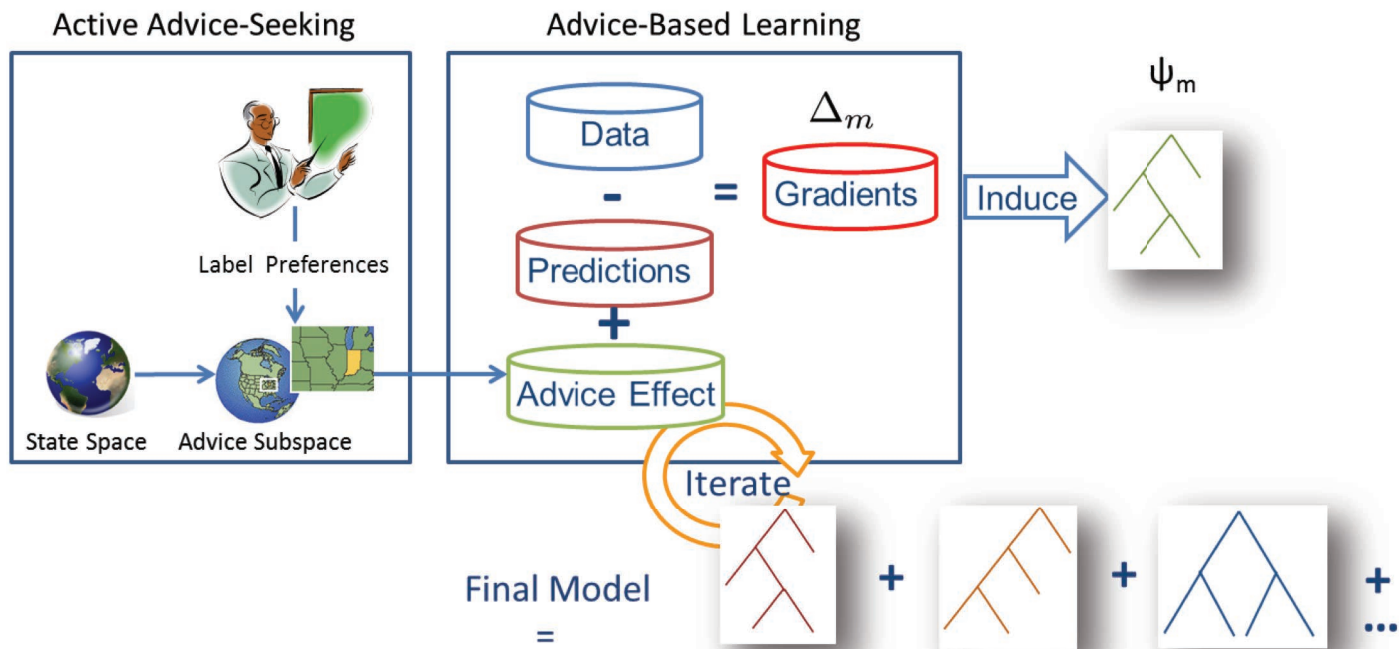 Active Advice-Seeking
Advice-Based Learning
Label Preferences
State Space
Advice Subspace
Data
-
Predictions
+
Advice Effect
=
Δm
Gradients
Induce
ψm
Iterate
Final Model
=
+
+
+
...